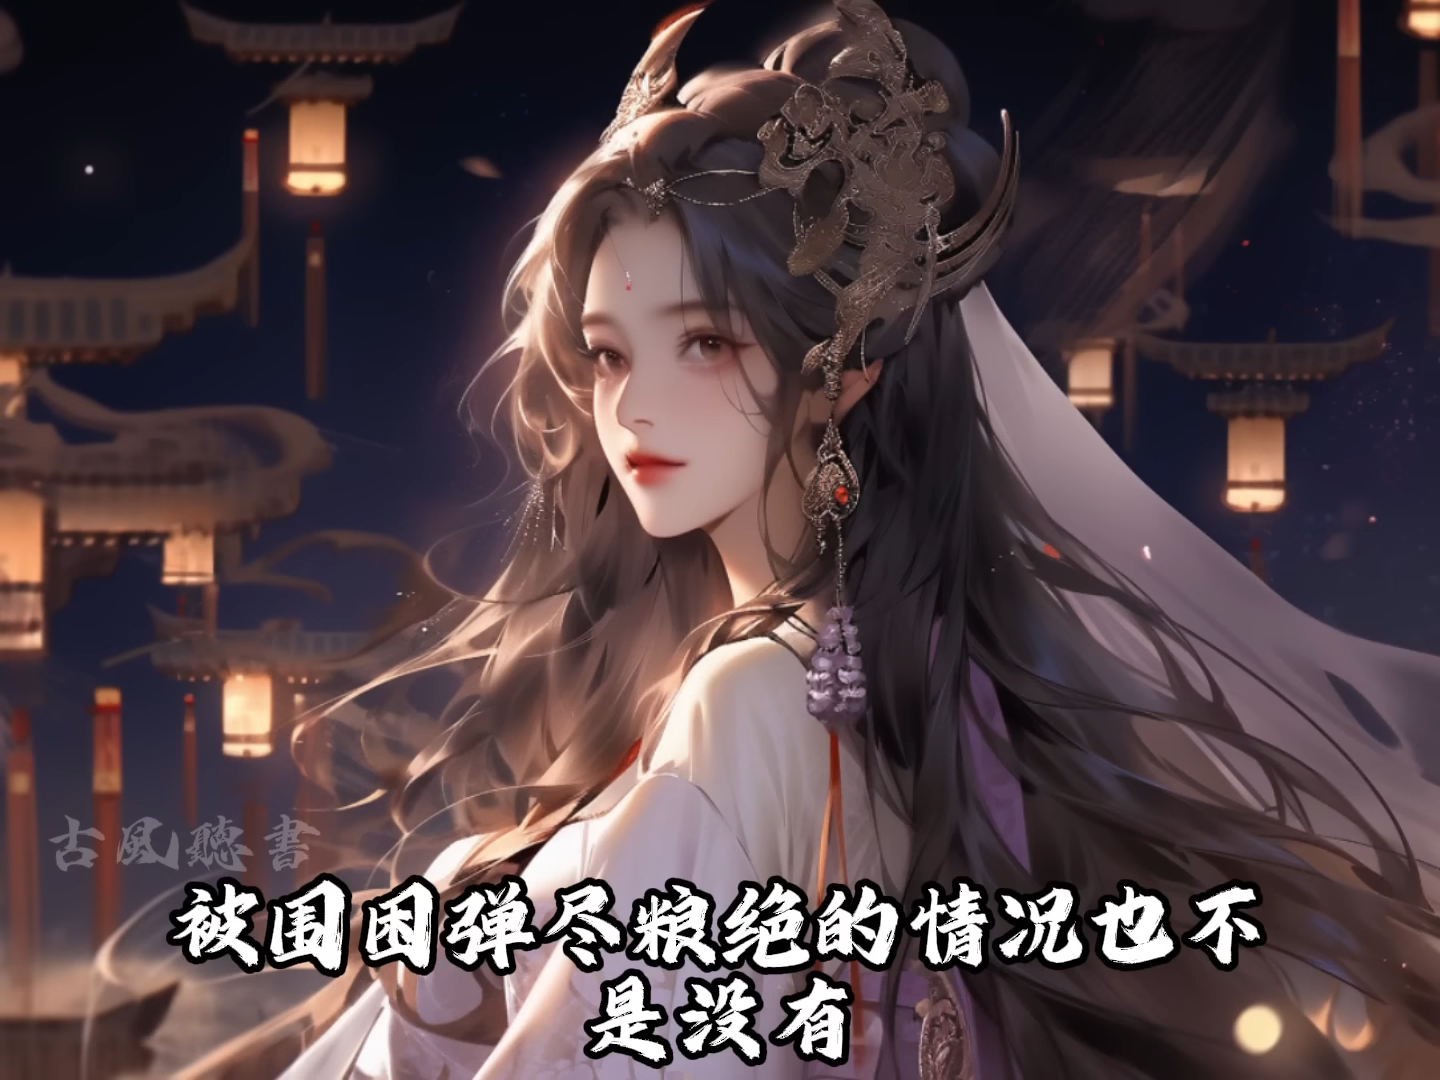 古風聽書
被围困弹尽粮绝的情况也不
是没有